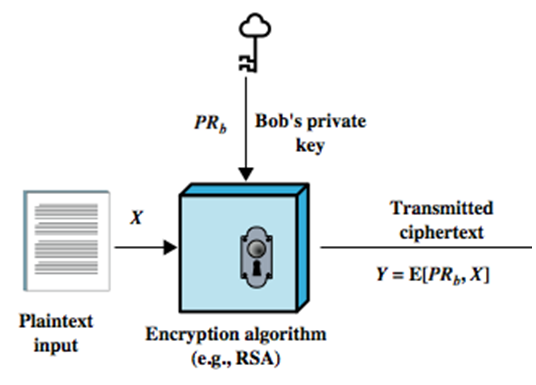 PRb
Bob's private
key
X
Transmitted
ciphertext
Y = E[PRb, X]
Plaintext
input
Encryption algorithm
(e.g., RSA)